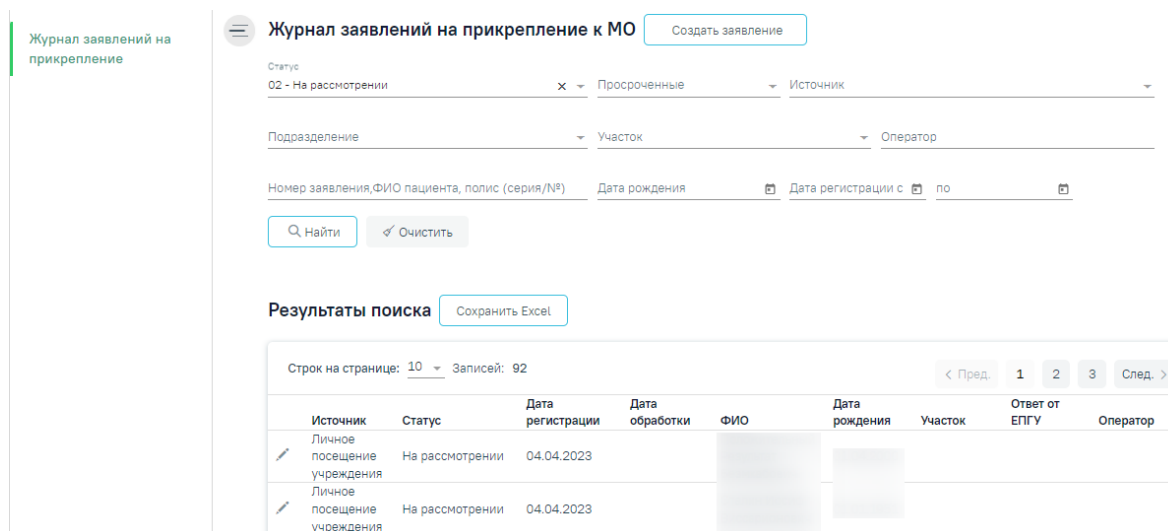 Журнал заявлений на
прикрепление
Журнал заявлений на прикрепление к МО Создать заявление
Статус
02 - На рассмотрении x Просроченные Источник
Подразделение Участок Оператор
Номер заявления,ФИО пациента, полис (серия/№) Дата рождения Дата регистрации с по
Найти Очистить
Результаты поиска Сохранить Excel
Строк на странице: 10 Записей: 92 < Пред. 1 2 3 След. >
Дата Дата Дата Ответ от
Источник Статус регистрации обработки ФИО рождения Участок ЕПГУ Оператор
Личное
посещение На рассмотрении 04.04.2023
учреждения
Личное
посещение На рассмотрении 04.04.2023
учреждения